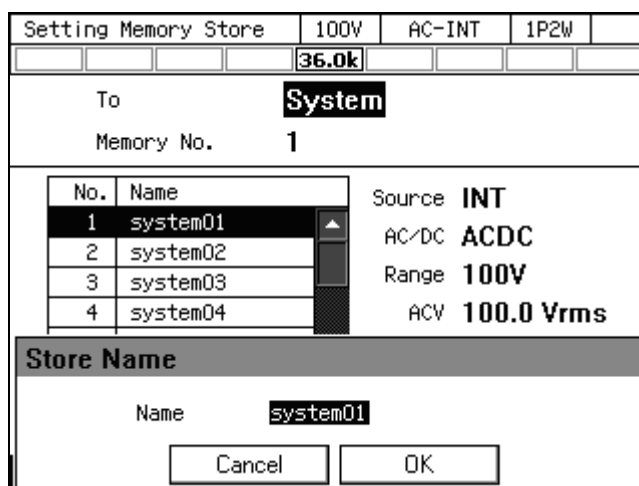 Setting Memory Store 100V AC-INT 1P2W
36.0k
To System
Memory No. 1
No. Name
1 system01
2 system02
3 system03
4 system04
Source INT
AC/DC ACDC
Range 100V
ACV 100.0 Vrms
Store Name
Name system01
Cancel OK